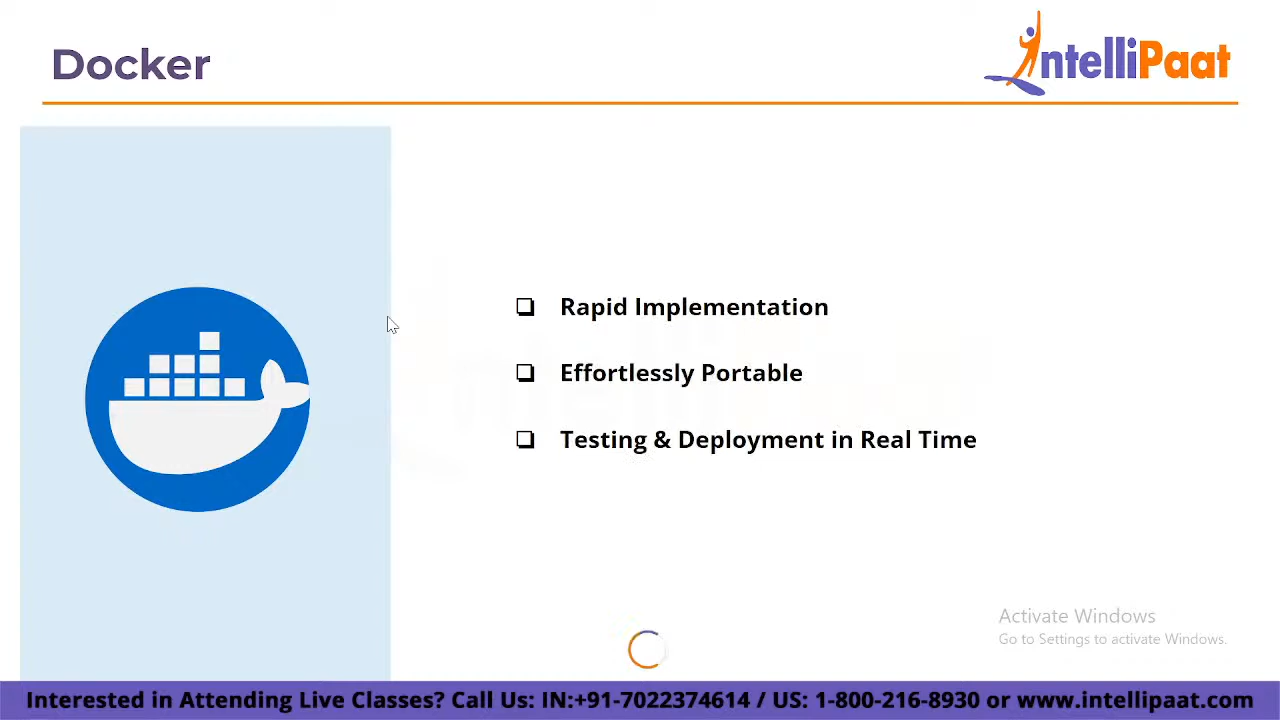 Docker
IntelliPaat
Rapid Implementation
Effortlessly Portable
Testing & Deployment in Real Time
Activate Windows
Go to Settings to activate Windows.
Interested in Attending Live Classes? Call Us: IN:+91-7022374614 / US: 1-800-216-8930 or www.intellipaat.com